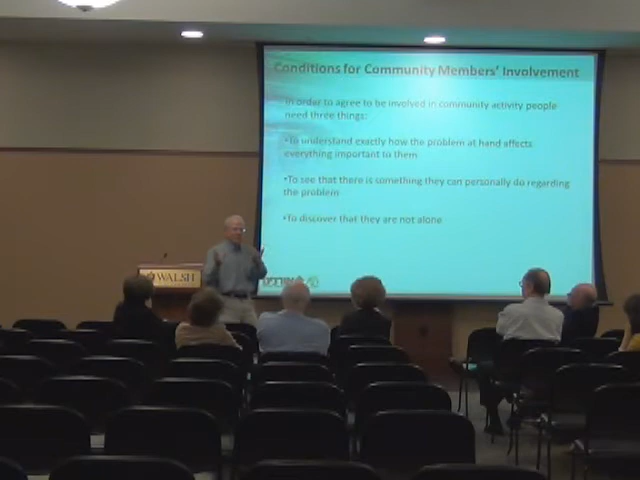 Conditions for Community Members' Involvement
In order to agree to be involved in community activity people
need three things:
•To understand exactly how the problem at hand affects
everything important to them
•To see that there is something they can personally do regarding
the problem
•To discover that they are not alone
WALSH